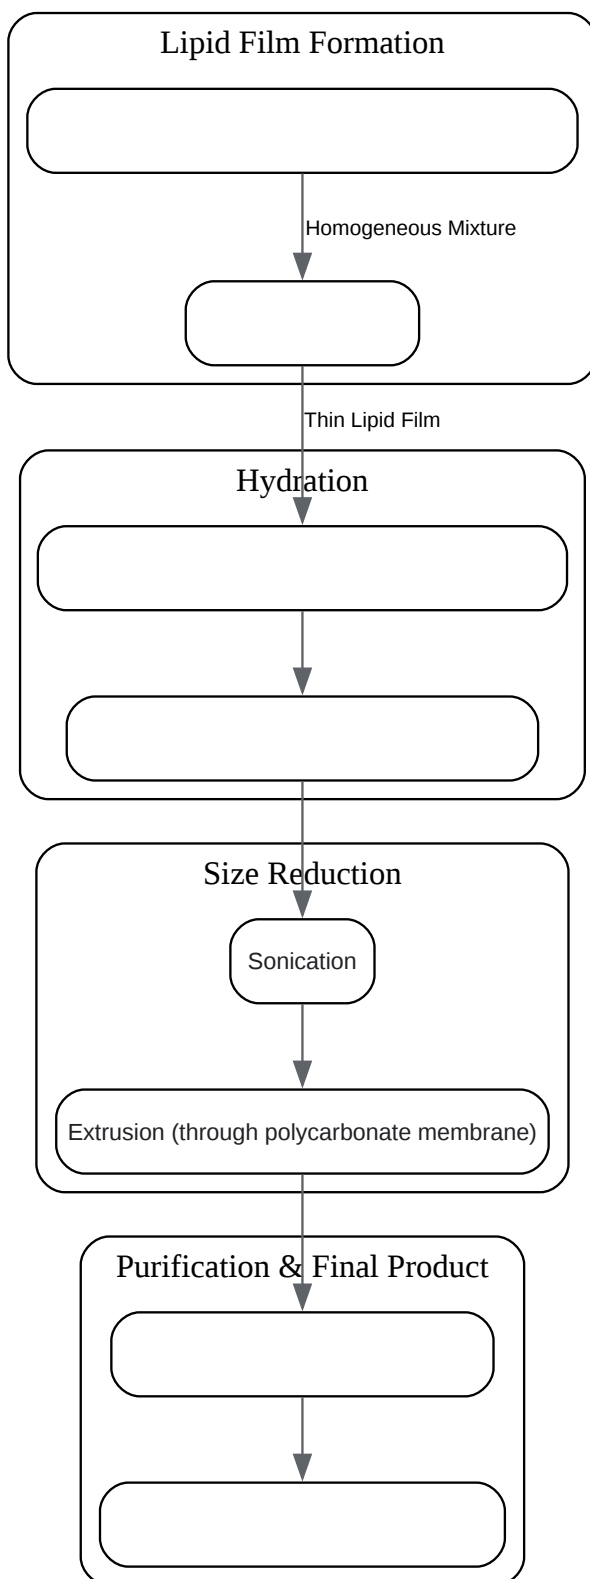 Lipid Film Formation
Homogeneous Mixture
Thin Lipid Film
Hydration
Size Reduction
Sonication
Extrusion (through polycarbonate membrane)
Purification & Final Product